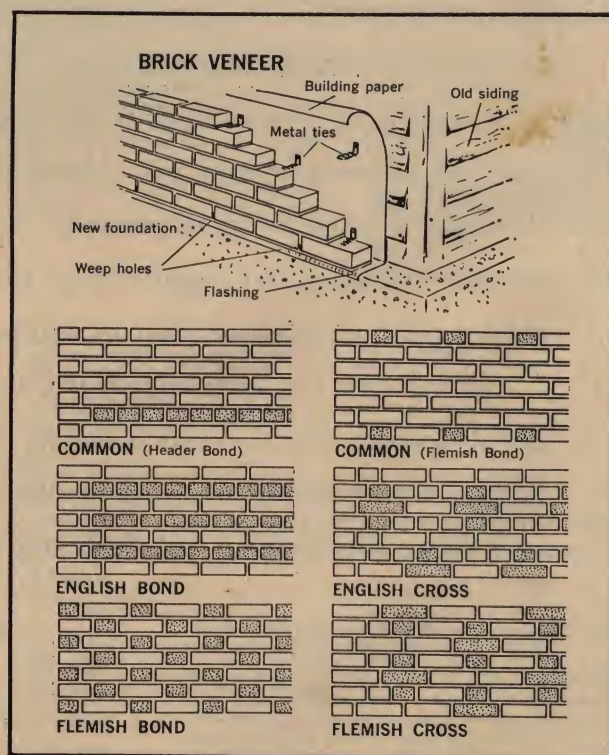 BRICK VENEER
Building paper
Old siding
Metal ties
New foundation
Weep holes
Flashing
COMMON (Header Bond)
COMMON (Flemish Bond)
ENGLISH BOND
ENGLISH CROSS
FLEMISH BOND
FLEMISH CROSS